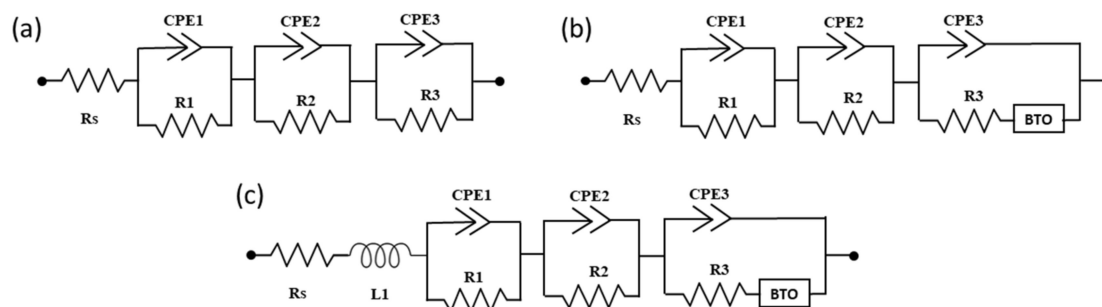 (a)
CPE1 CPE2 CPE3
Rs R1 R2 R3
(b)
CPE1 CPE2 CPE3
Rs R1 R2 R3 BTO
(c)
CPE1 CPE2 CPE3
Rs L1 R1 R2 R3 BTO